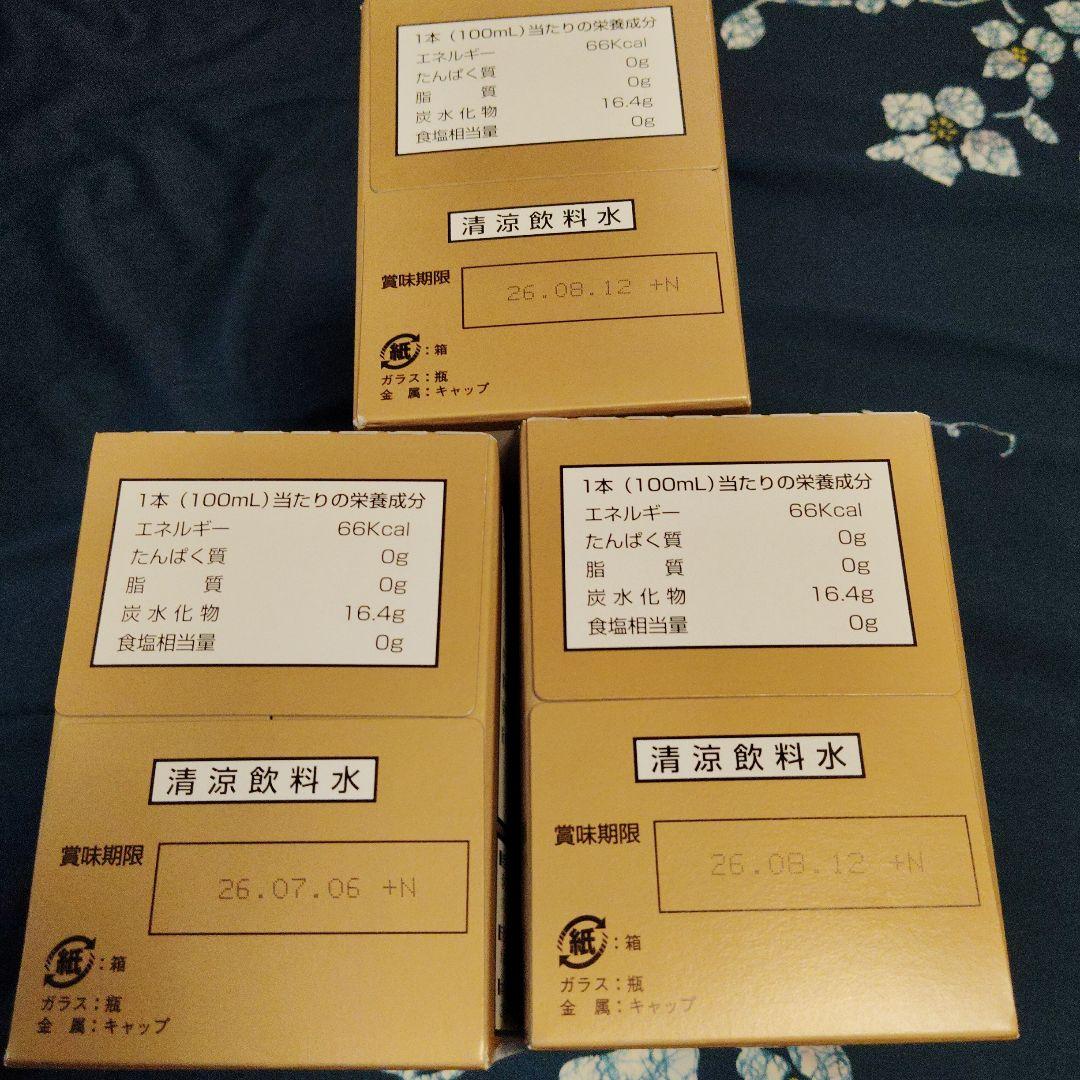 1本(100mL)当たりの栄養成分
エネルギー 66Kcal
たんぱく質 0g
脂質 0g
炭水化物 16.4g
食塩相当量 0g
清涼飲料水
賞味期限 26.08.12 +N
紙:箱
ガラス:瓶
金属:キャップ
1本(100mL)当たりの栄養成分
エネルギー 66Kcal
たんぱく質 0g
脂質 0g
炭水化物 16.4g
食塩相当量 0g
清涼飲料水
賞味期限 26.07.06 +N
紙:箱
ガラス:瓶
金属:キャップ
1本(100mL)当たりの栄養成分
エネルギー 66Kcal
たんぱく質 0g
脂質 0g
炭水化物 16.4g
食塩相当量 0g
清涼飲料水
賞味期限 26.08.12 +N
紙:箱
ガラス:瓶
金属:キャップ